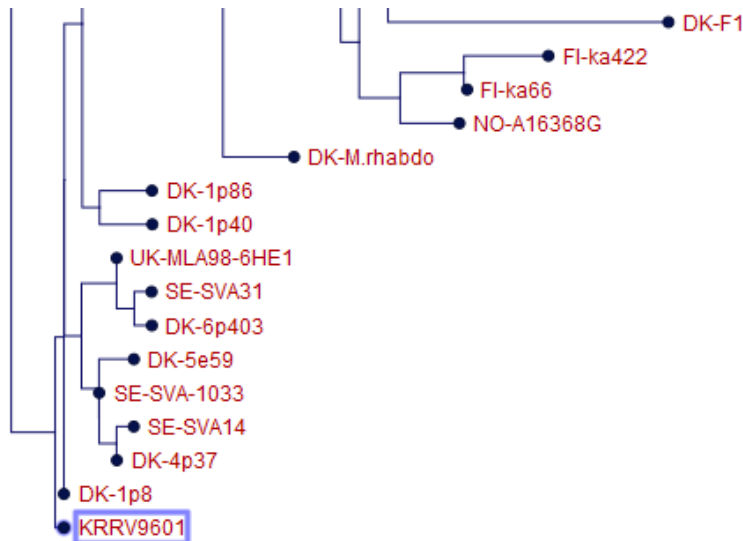 DK-F1
FI-ka422
FI-ka66
NO-A16368G
DK-M.rhabdo
DK-1p86
DK-1p40
UK-MLA98-6HE1
SE-SVA31
DK-6p403
DK-5e59
SE-SVA-1033
SE-SVA14
DK-4p37
DK-1p8
KRRV9601